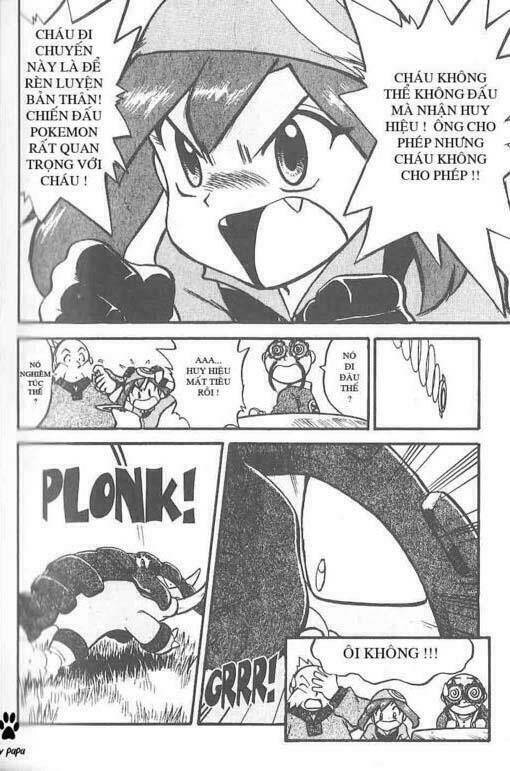 CHÁU ĐI
CHUYẾN
NÀY LÀ ĐỂ
RÈN LUYỆN
BẢN THÂN!
CHIẾN ĐẤU
POKEMON
RẤT QUAN
TRỌNG VỚI
CHÁU !
CHÁU KHÔNG
THỂ KHÔNG ĐẤU
MÀ NHẬN HUY
HIỆU ! ÔNG CHO
PHÉP NHƯNG
CHÁU KHÔNG
CHO PHÉP !!
NÓ
NGHIÊM
TÚC THẾ
?
AAA...
HUY HIỆU
MẤT TIÊU
RỒI !
NÓ ĐI
ĐÂU THẾ
?
PLONK!
GRRR!
ÔI KHÔNG !!!
papa